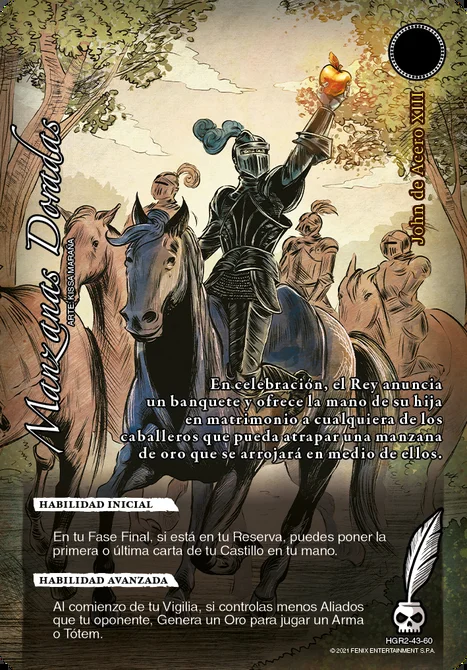 Manzanas Doradas
ARTE: KISSA MARAÑA
John de Acero XIII
En celebración, el Rey anuncia
un banquete y ofrece la mano de su hija
en matrimonio a cualquiera de los
caballeros que pueda atrapar una manzana
de oro que se arrojará en medio de ellos.
HABILIDAD INICIAL
En tu Fase Final, si está en tu Reserva, puedes poner la
primera o última carta de tu Castillo en tu mano.
HABILIDAD AVANZADA
Al comienzo de tu Vigilia, si controlas menos Aliados
que tu oponente, Genera un Oro para jugar un Arma
o Tótem.
HGR2-43-60
© 2021 FENIX ENTERTAINMENT S.P.A.